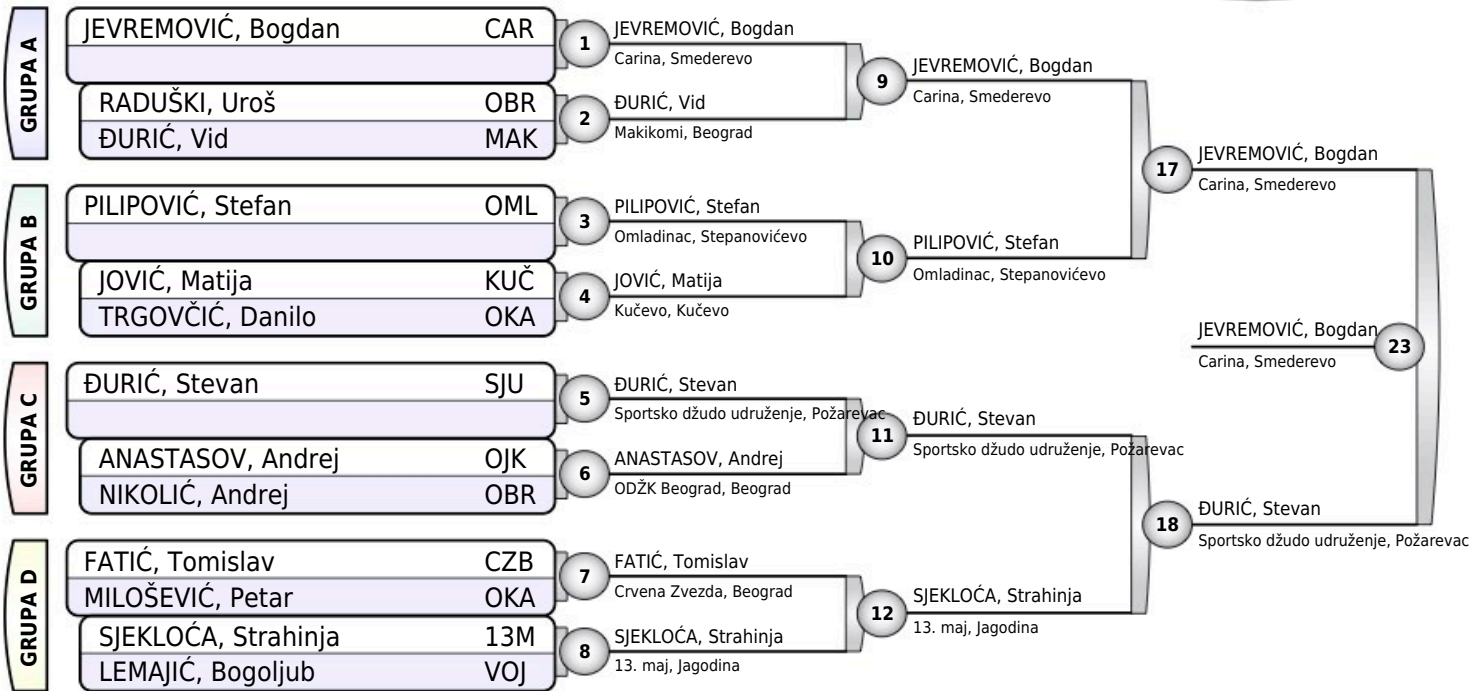 GRUPA A
JEVREMOVIĆ, Bogdan CAR
RADUŠKI, Uroš OBR
ĐURIĆ, Vid MAK
GRUPA B
PILIPOVIĆ, Stefan OML
JOVIĆ, Matija KUČ
TRGOVČIĆ, Danilo OKA
GRUPA C
ĐURIĆ, Stevan SJU
ANASTASOV, Andrej OJK
NIKOLIĆ, Andrej OBR
GRUPA D
FATIĆ, Tomislav CZB
MILOŠEVIĆ, Petar OKA
SJEKLOĆA, Strahinja 13M
LEMAJIĆ, Bogoljub VOJ
1
JEVREMOVIĆ, Bogdan
Carina, Smederevo
2
ĐURIĆ, Vid
Makikomi, Beograd
3
PILIPOVIĆ, Stefan
Omladinac, Stepanovićevo
4
JOVIĆ, Matija
Kučevo, Kučevo
5
ĐURIĆ, Stevan
Sportsko džudo udruženje, Požarevac
6
ANASTASOV, Andrej
ODŽK Beograd, Beograd
7
FATIĆ, Tomislav
Crvena Zvezda, Beograd
8
SJEKLOĆA, Strahinja
13. maj, Jagodina
9
JEVREMOVIĆ, Bogdan
Carina, Smederevo
10
PILIPOVIĆ, Stefan
Omladinac, Stepanovićevo
11
ĐURIĆ, Stevan
Sportsko džudo udruženje, Požarevac
12
SJEKLOĆA, Strahinja
13. maj, Jagodina
17
JEVREMOVIĆ, Bogdan
Carina, Smederevo
18
ĐURIĆ, Stevan
Sportsko džudo udruženje, Požarevac
JEVREMOVIĆ, Bogdan
Carina, Smederevo
23